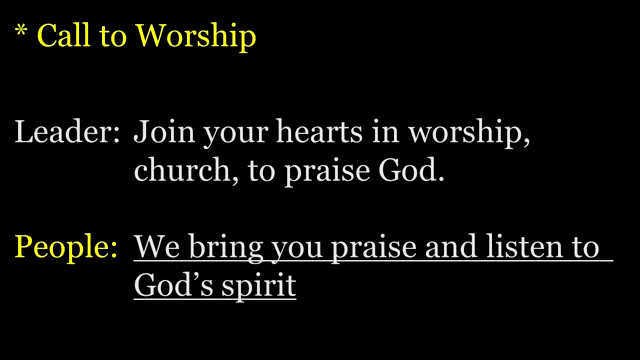 * Call to Worship
Leader: Join your hearts in worship,
church, to praise God.
People: We bring you praise and listen to
God’s spirit